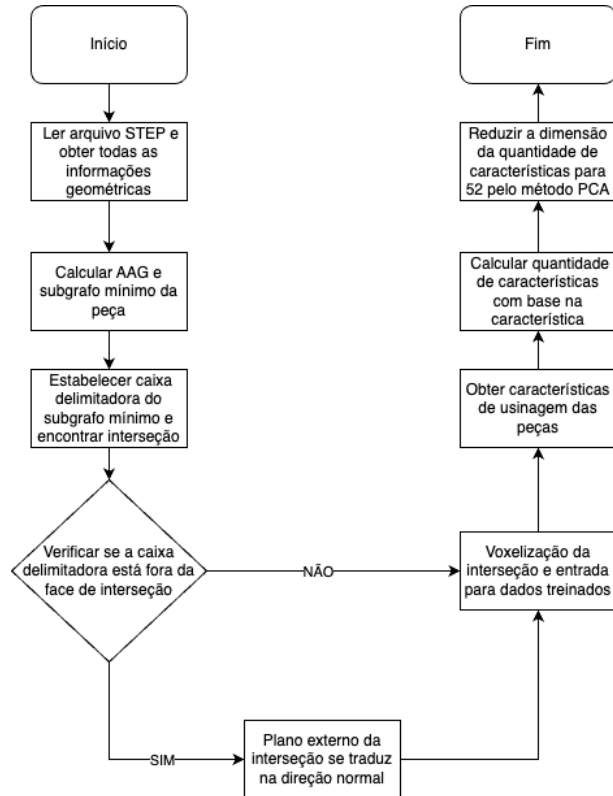 Início
Ler arquivo STEP e
obter todas as
informações
geométricas
Calcular AAG e
subgrafo mínimo da
peça
Estabelecer caixa
delimitadora do
subgrafo mínimo e
encontrar interseção
Verificar se a caixa
delimitadora está fora da
face de interseção
NÃO
SIM
Plano externo da
interseção se traduz
na direção normal
Voxelização da
interseção e entrada
para dados treinados
Obter características
de usinagem das
peças
Calcular quantidade
de características
com base na
característica
Reduzir a dimensão
da quantidade de
características para
52 pelo método PCA
Fim